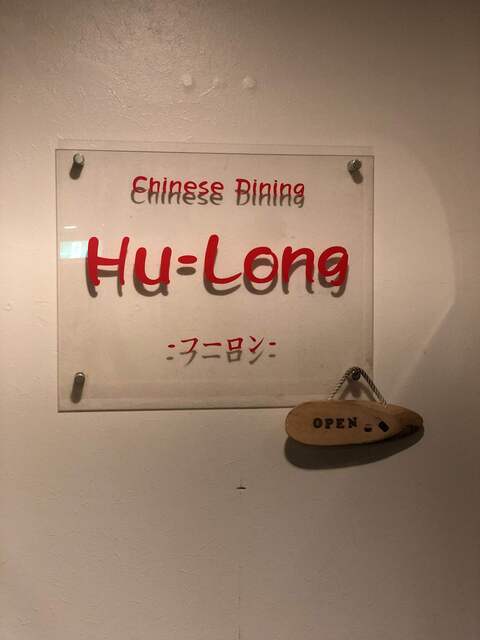 Chinese Dining
Hu=Long
-フーロン-
OPEN